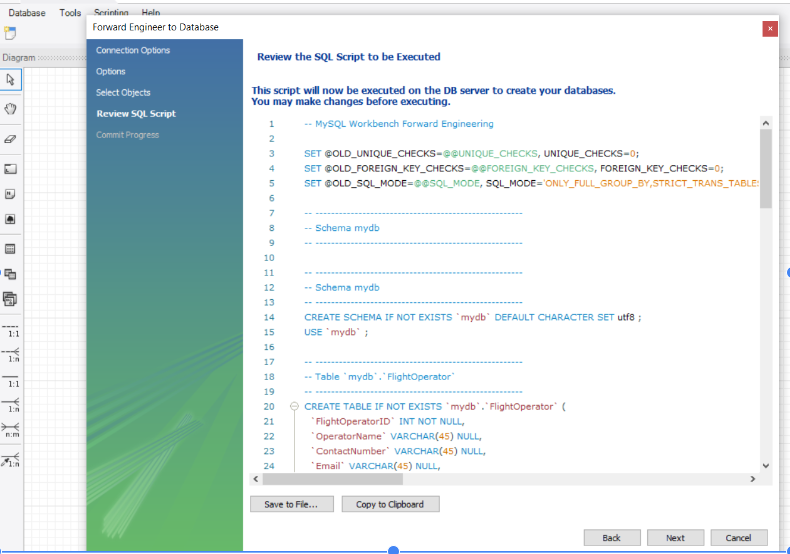 Database Tools Scripting Help
Forward Engineer to Database
Diagram
Connection Options
Options
Select Objects
Review SQL Script
Commit Progress
Review the SQL Script to be Executed
This script will now be executed on the DB server to create your databases.
You may make changes before executing.
1 -- MySQL Workbench Forward Engineering
2
3 SET @OLD_UNIQUE_CHECKS=@@UNIQUE_CHECKS, UNIQUE_CHECKS=0;
4 SET @OLD_FOREIGN_KEY_CHECKS=@@FOREIGN_KEY_CHECKS, FOREIGN_KEY_CHECKS=0;
5 SET @OLD_SQL_MODE=@@SQL_MODE, SQL_MODE='ONLY_FULL_GROUP_BY,STRICT_TRANS_TABLES
6
7 -- -----------------------------------------------------
8 -- Schema mydb
9 -- -----------------------------------------------------
10
11 -- -----------------------------------------------------
12 -- Schema mydb
13 -- -----------------------------------------------------
14 CREATE SCHEMA IF NOT EXISTS `mydb` DEFAULT CHARACTER SET utf8 ;
15 USE `mydb` ;
16
17 -- -----------------------------------------------------
18 -- Table `mydb`.`FlightOperator`
19 -- -----------------------------------------------------
20 CREATE TABLE IF NOT EXISTS `mydb`.`FlightOperator` (
21 `FlightOperatorID` INT NOT NULL,
22 `OperatorName` VARCHAR(45) NULL,
23 `ContactNumber` VARCHAR(45) NULL,
24 `Email` VARCHAR(45) NULL,
1:1
1:n
1:1
1:n
n:m
1:n
Save to File... Copy to Clipboard
Back Next Cancel